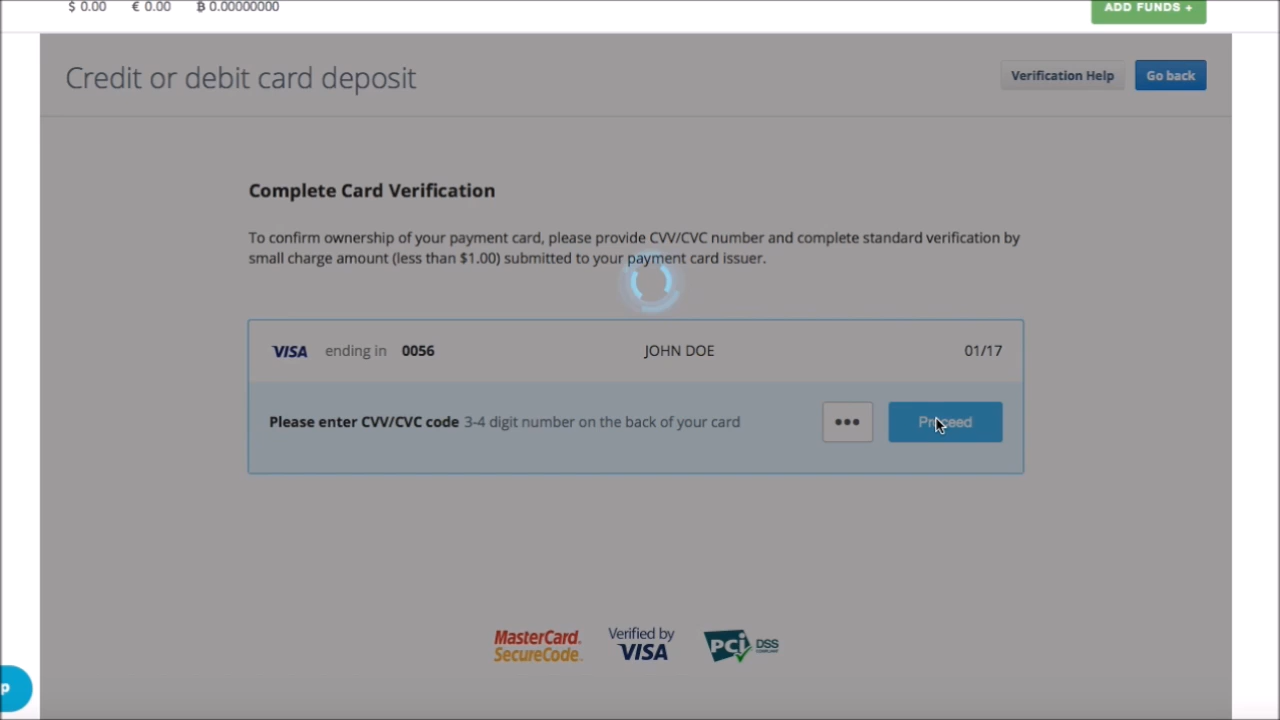 $ 0.00 € 0.00 ₿ 0.00000000 ADD FUNDS +
Credit or debit card deposit
Verification Help Go back
Complete Card Verification
To confirm ownership of your payment card, please provide CVV/CVC number and complete standard verification by
small charge amount (less than $1.00) submitted to your payment card issuer.
VISA ending in 0056 JOHN DOE 01/17
Please enter CVV/CVC code 3-4 digit number on the back of your card ••• Proceed
MasterCard. SecureCode.
Verified by VISA
PCI DSS COMPLIANT
p